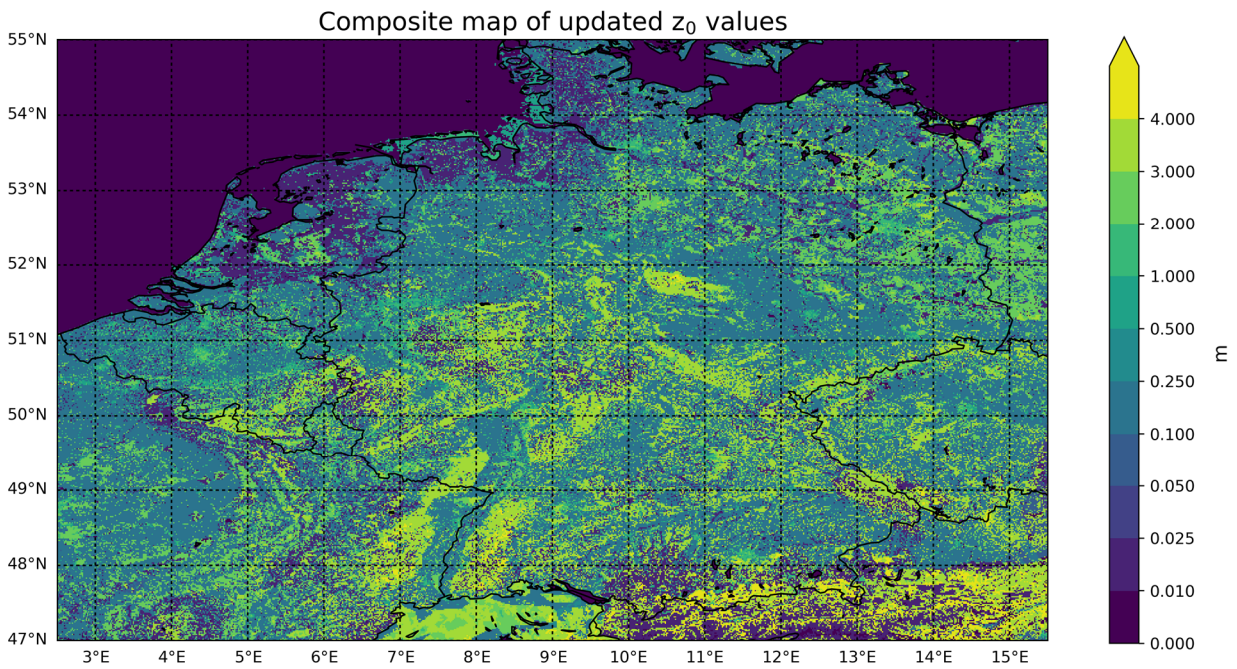 Composite map of updated z₀ values
55°N
54°N
53°N
52°N
51°N
50°N
49°N
48°N
47°N
3°E 4°E 5°E 6°E 7°E 8°E 9°E 10°E 11°E 12°E 13°E 14°E 15°E
4.000
3.000
2.000
1.000
0.500
0.250
0.100
0.050
0.025
0.010
0.000
m